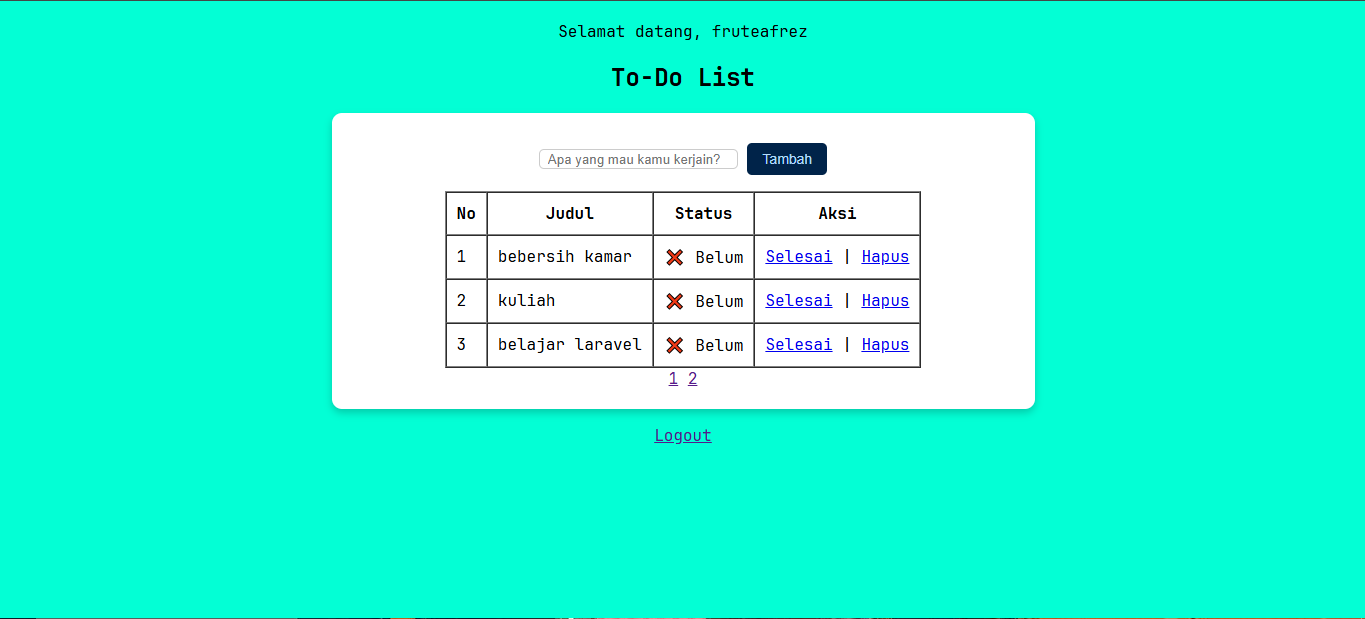 Selamat datang, fruteafrez
To-Do List
Apa yang mau kamu kerjain? Tambah
No Judul Status Aksi
1 bebersih kamar ❌ Belum Selesai | Hapus
2 kuliah ❌ Belum Selesai | Hapus
3 belajar laravel ❌ Belum Selesai | Hapus
1 2
Logout